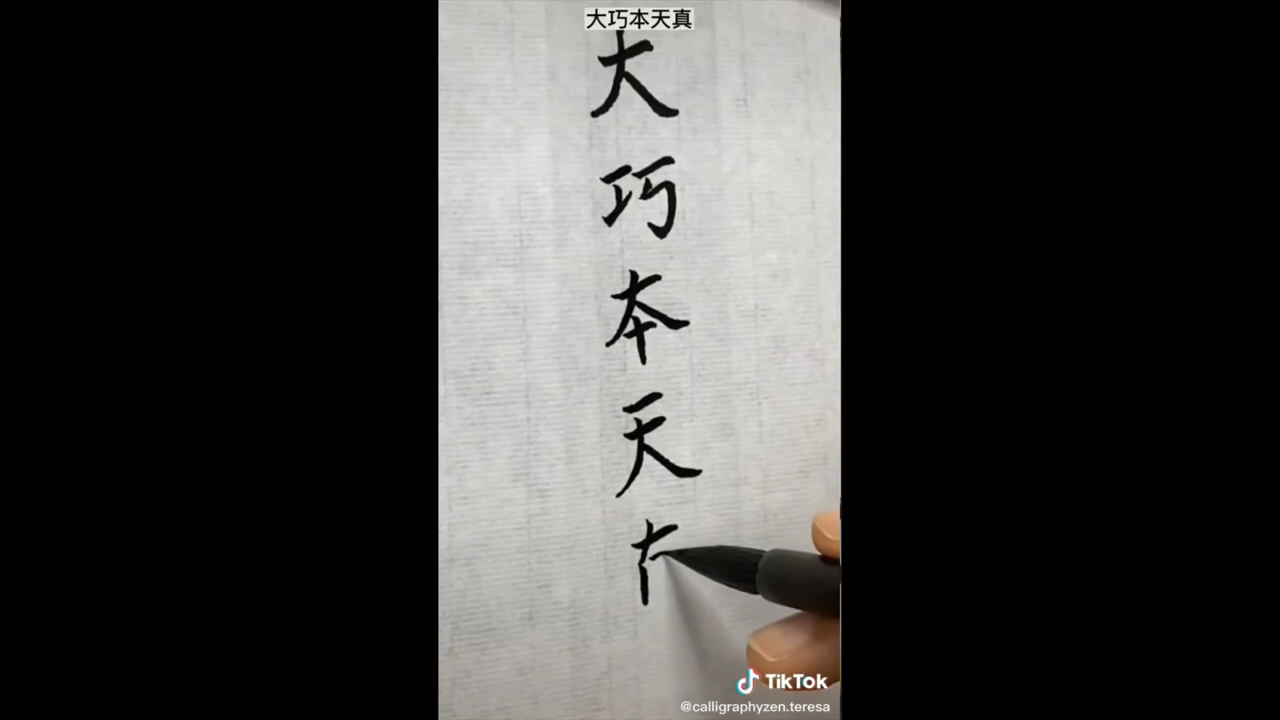 大巧本天真
大
巧
本
天
TikTok
@calligraphyzen.teresa